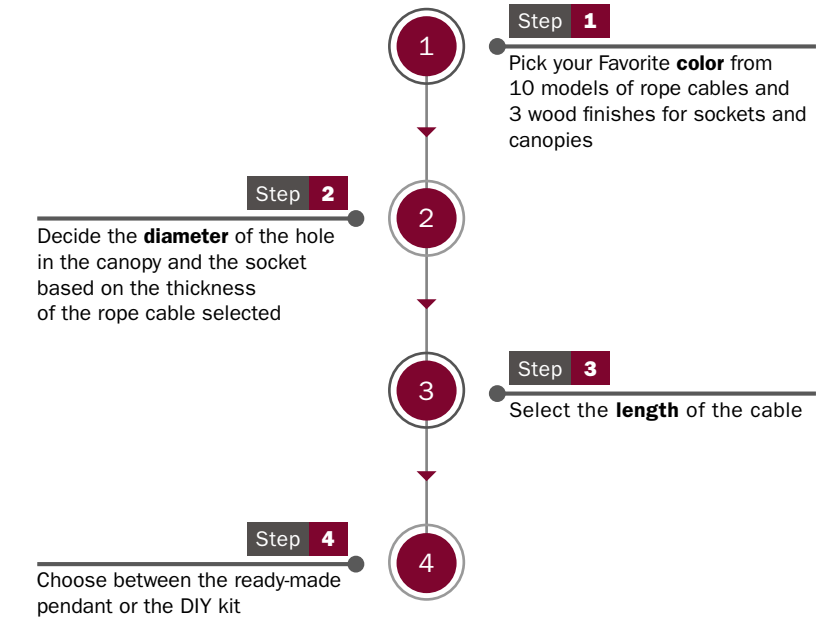 1
Step 1
Pick your Favorite color from
10 models of rope cables and
3 wood finishes for sockets and
canopies
Step 2
2
Decide the diameter of the hole
in the canopy and the socket
based on the thickness
of the rope cable selected
3
Step 3
Select the length of the cable
Step 4
4
Choose between the ready-made
pendant or the DIY kit